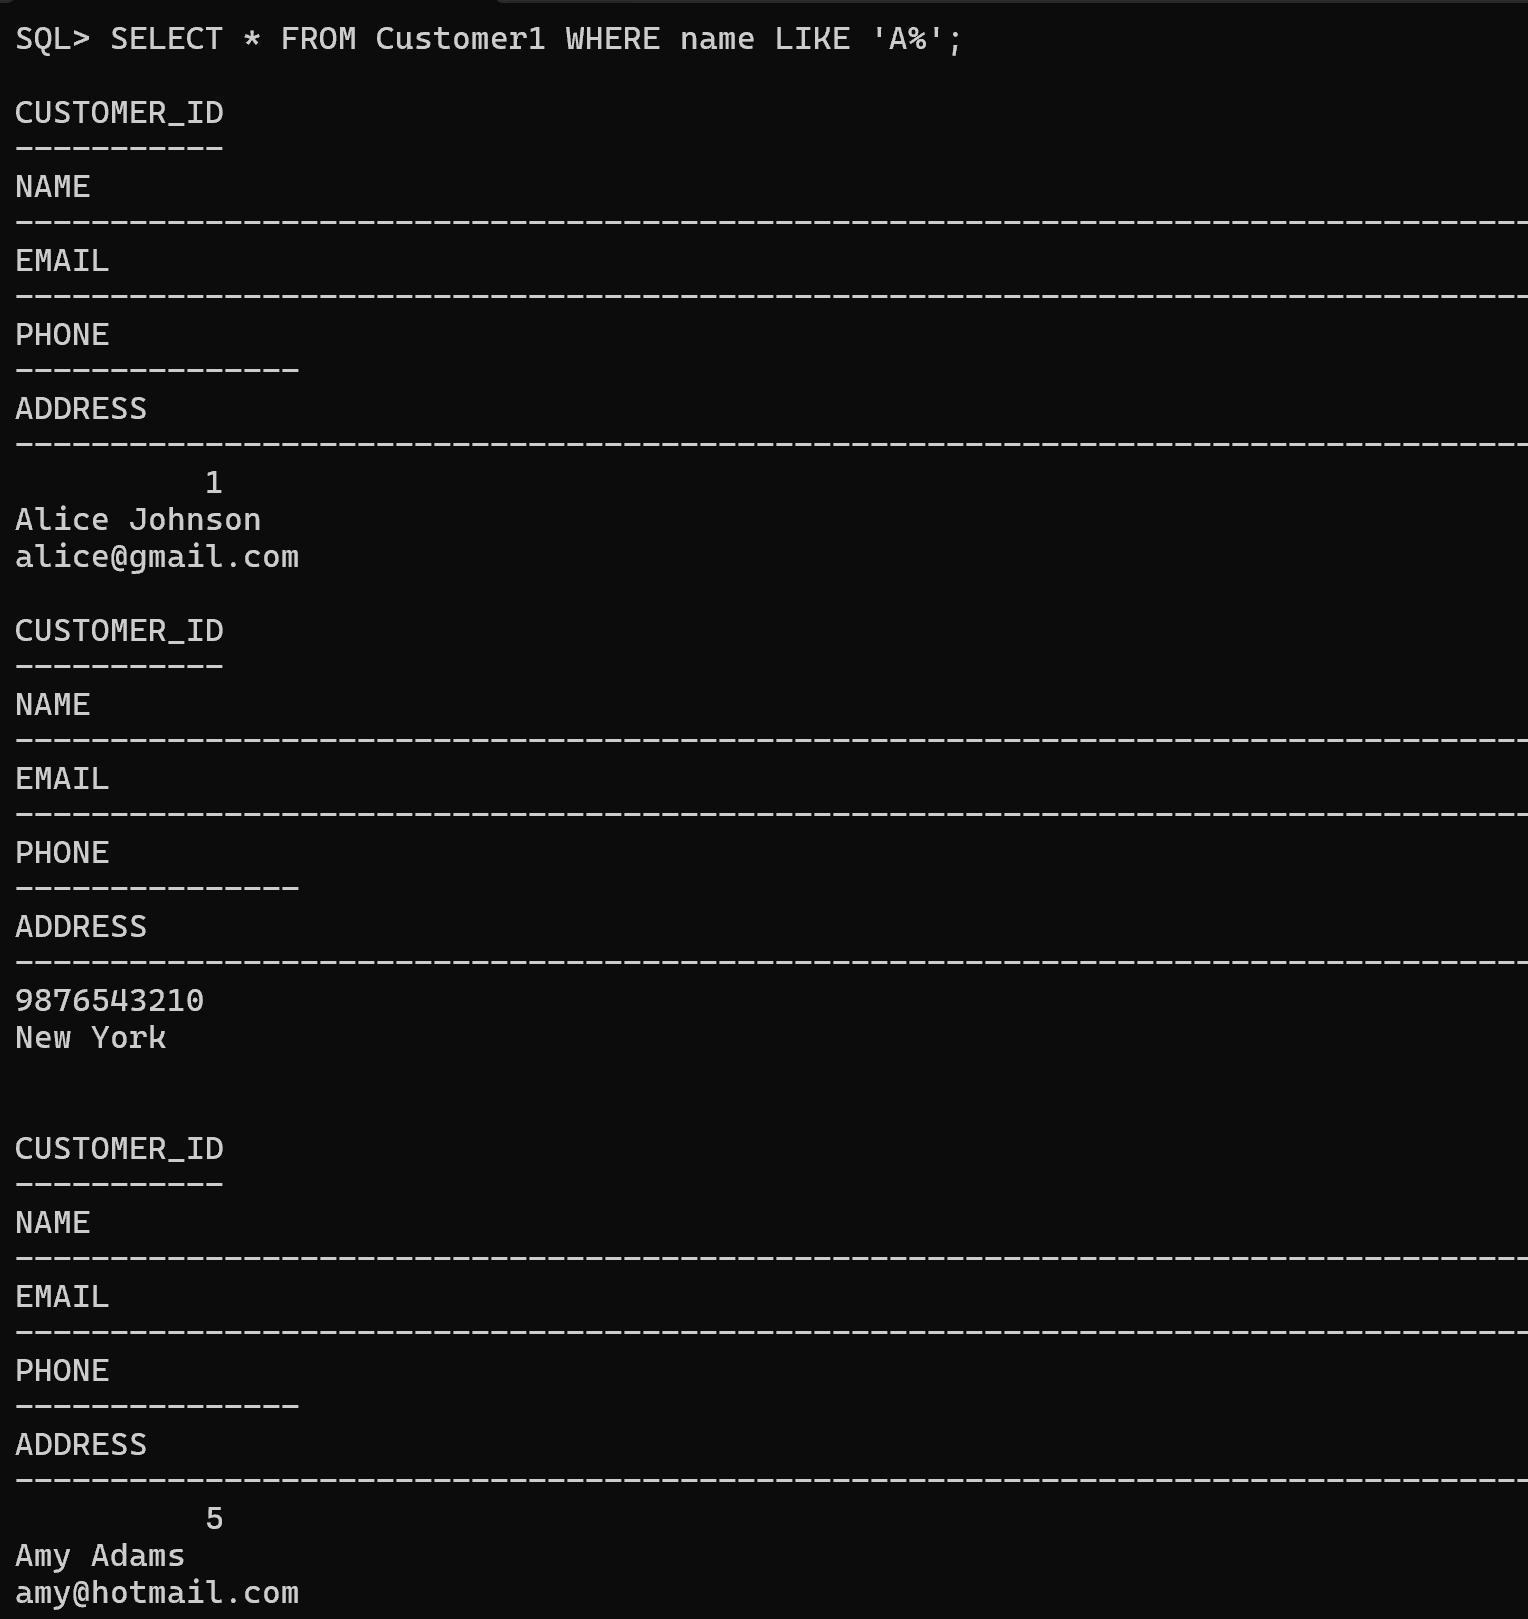 SQL> SELECT * FROM Customer1 WHERE name LIKE 'A%';
CUSTOMER_ID
-----------
NAME
--------------------------------------------------------------------------------
EMAIL
--------------------------------------------------------------------------------
PHONE
---------------
ADDRESS
--------------------------------------------------------------------------------
          1
Alice Johnson
alice@gmail.com
CUSTOMER_ID
-----------
NAME
--------------------------------------------------------------------------------
EMAIL
--------------------------------------------------------------------------------
PHONE
---------------
ADDRESS
--------------------------------------------------------------------------------
9876543210
New York
CUSTOMER_ID
-----------
NAME
--------------------------------------------------------------------------------
EMAIL
--------------------------------------------------------------------------------
PHONE
---------------
ADDRESS
--------------------------------------------------------------------------------
          5
Amy Adams
amy@hotmail.com